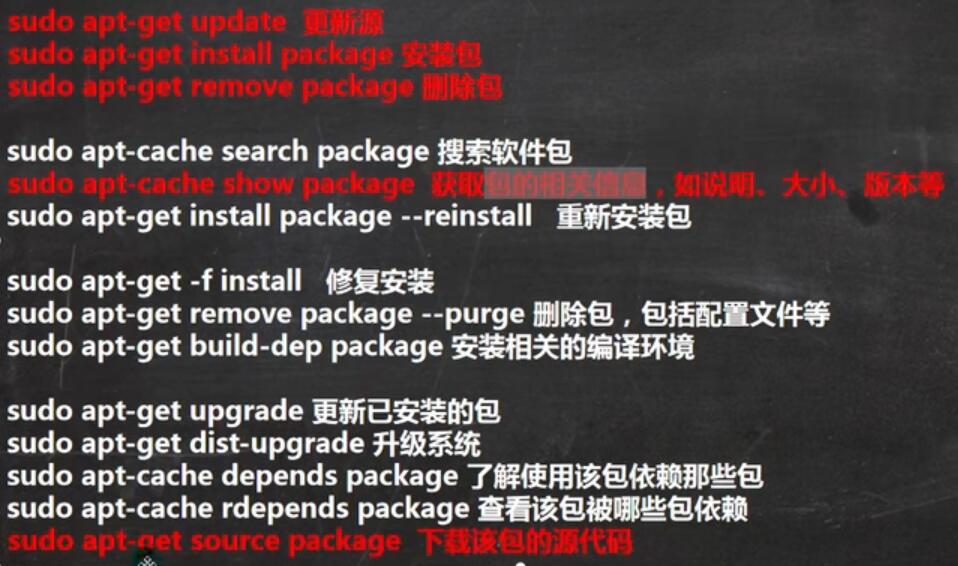 sudo apt-get update 更新源
sudo apt-get install package 安装包
sudo apt-get remove package 删除包
sudo apt-cache search package 搜索软件包
sudo apt-cache show package 获取包的相关信息，如说明、大小、版本等
sudo apt-get install package --reinstall 重新安装包
sudo apt-get -f install 修复安装
sudo apt-get remove package --purge 删除包，包括配置文件等
sudo apt-get build-dep package 安装相关的编译环境
sudo apt-get upgrade 更新已安装的包
sudo apt-get dist-upgrade 升级系统
sudo apt-cache depends package 了解使用该包依赖那些包
sudo apt-cache rdepends package 查看该包被哪些包依赖
sudo apt-get source package 下载该包的源代码